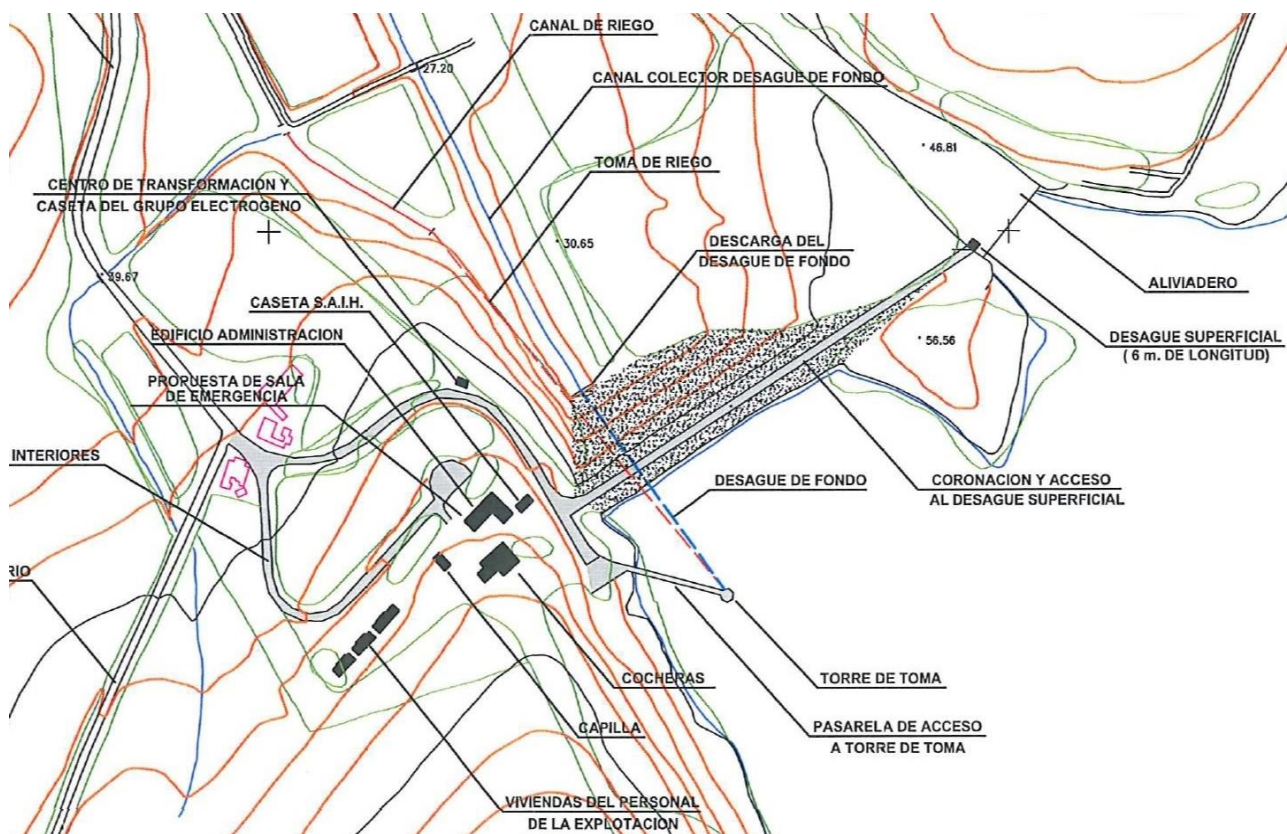 CANAL DE RIEGO
27.20
CANAL COLECTOR DESAGUE DE FONDO
TOMA DE RIEGO
46.81
CENTRO DE TRANSFORMACION Y
CASETA DEL GRUPO ELECTROGENO
30.65
DESCARGA DEL
DESAGUE DE FONDO
39.67
CASETA S.A.I.H.
ALIVIADERO
EDIFICIO ADMINISTRACION
56.56
DESAGUE SUPERFICIAL
( 6 m. DE LONGITUD)
PROPUESTA DE SALA
DE EMERGENCIA
INTERIORES
DESAGUE DE FONDO
CORONACION Y ACCESO
AL DESAGUE SUPERFICIAL
RIO
COCHERAS
TORRE DE TOMA
CAPILLA
PASARELA DE ACCESO
A TORRE DE TOMA
VIVIENDAS DEL PERSONAL
DE LA EXPLOTACION